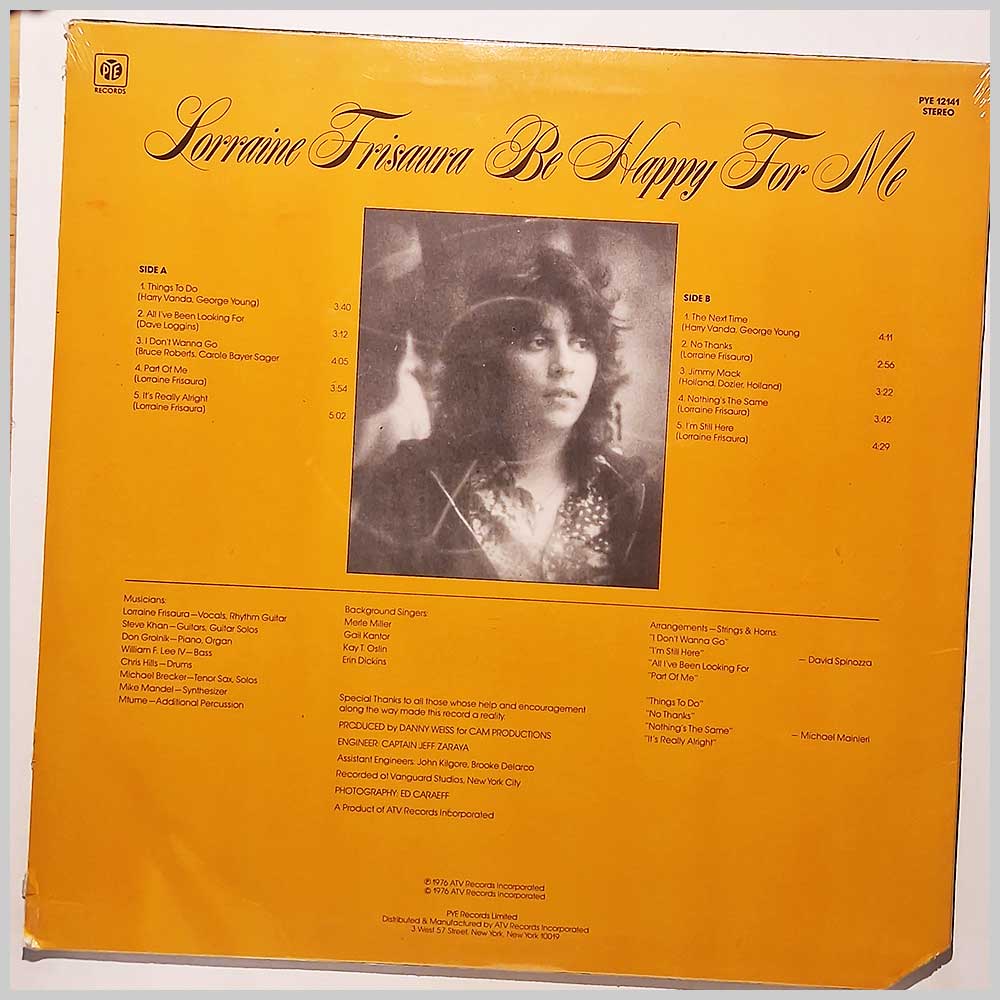 PYE
RECORDS
PYE 12141
STEREO
Lorraine Frisaura Be Happy For Me
SIDE A
1. Things To Do
(Harry Vanda, George Young) 3:40
2. All I've Been Looking For
(Dave Loggins) 3:12
3. I Don't Wanna Go
(Bruce Roberts, Carole Bayer Sager 4:05
4. Part Of Me
(Lorraine Frisaura) 3:54
5. It's Really Alright
(Lorraine Frisaura) 5:02
SIDE B
1. The Next Time
(Harry Vanda, George Young 4:11
2. No Thanks
(Lorraine Frisaura) 2:56
3. Jimmy Mack
(Holland, Dozier, Holland) 3:22
4. Nothing's The Same
(Lorraine Frisaura) 3:42
5. I'm Still Here
(Lorraine Frisaura) 4:29
Musicians:
Lorraine Frisaura—Vocals, Rhythm Guitar
Steve Khan—Guitars, Guitar Solos
Don Grolnik—Piano, Organ
William F. Lee IV—Bass
Chris Hills—Drums
Michael Brecker—Tenor Sax, Solos
Mike Mandel—Synthesizer
Mtume—Additional Percussion
Background Singers:
Merle Miller
Gail Kantor
Kay T. Oslin
Erin Dickins
Special Thanks to all those whose help and encouragement
along the way made this record a reality.
PRODUCED by DANNY WEISS for CAM PRODUCTIONS
ENGINEER: CAPTAIN JEFF ZARAYA
Assistant Engineers: John Kilgore, Brooke Delarco
Recorded at Vanguard Studios, New York City
PHOTOGRAPHY: ED CARAEFF
A Product of ATV Records Incorporated
Arrangements—Strings & Horns:
"I Don't Wanna Go"
"I'm Still Here"
"All I've Been Looking For — David Spinozza
"Part Of Me"
"Things To Do"
"No Thanks"
"Nothing's The Same" — Michael Mainieri
"It's Really Alright"
℗ 1976 ATV Records Incorporated
© 1976 ATV Records Incorporated
PYE Records Limited
Distributed & Manufactured by ATV Records Incorporated
3 West 57 Street, New York, New York 10019